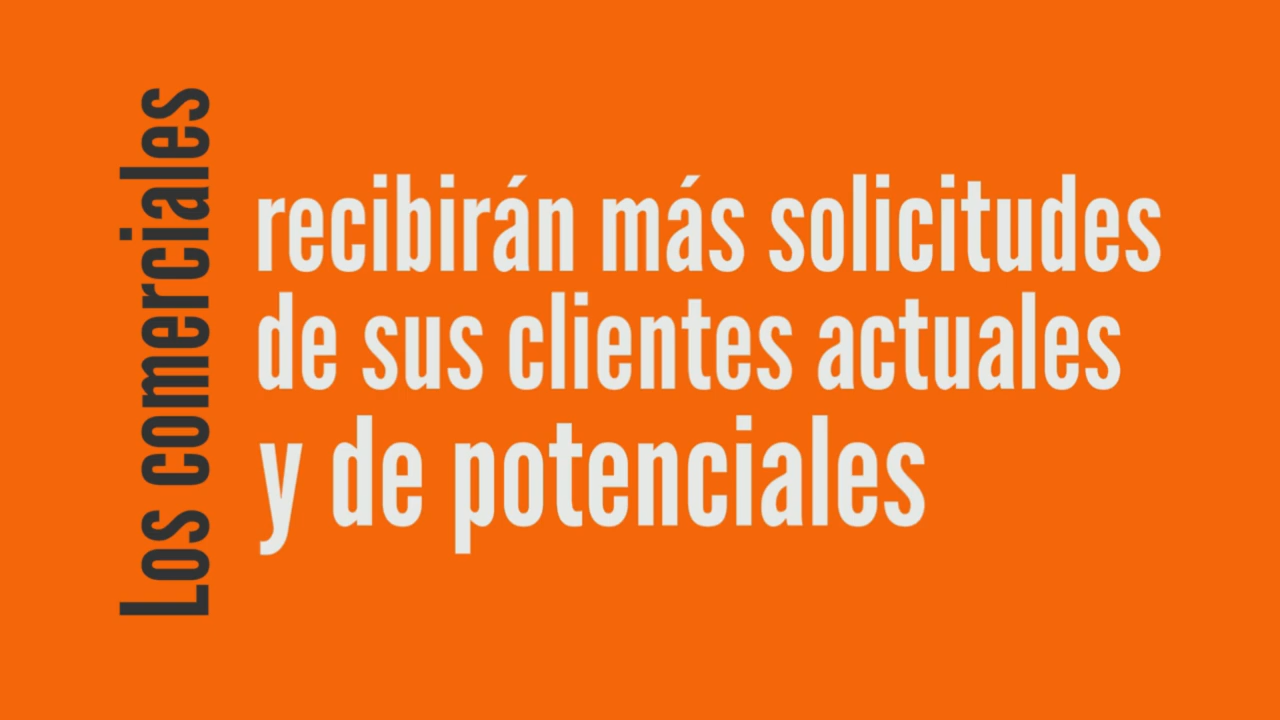 Los comerciales
recibirán más solicitudes
de sus clientes actuales
y de potenciales